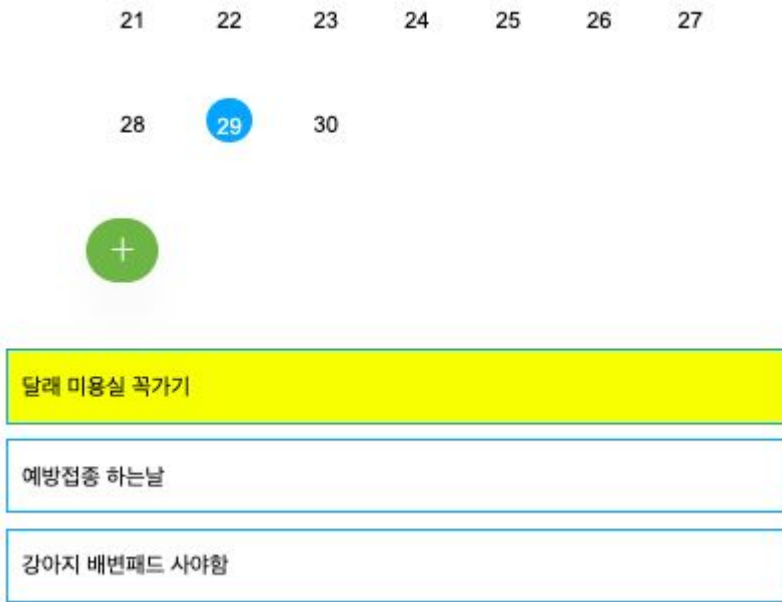 21 22 23 24 25 26 27
28 29 30
+
달래 미용실 꼭가기
예방접종 하는날
강아지 배변패드 사야함